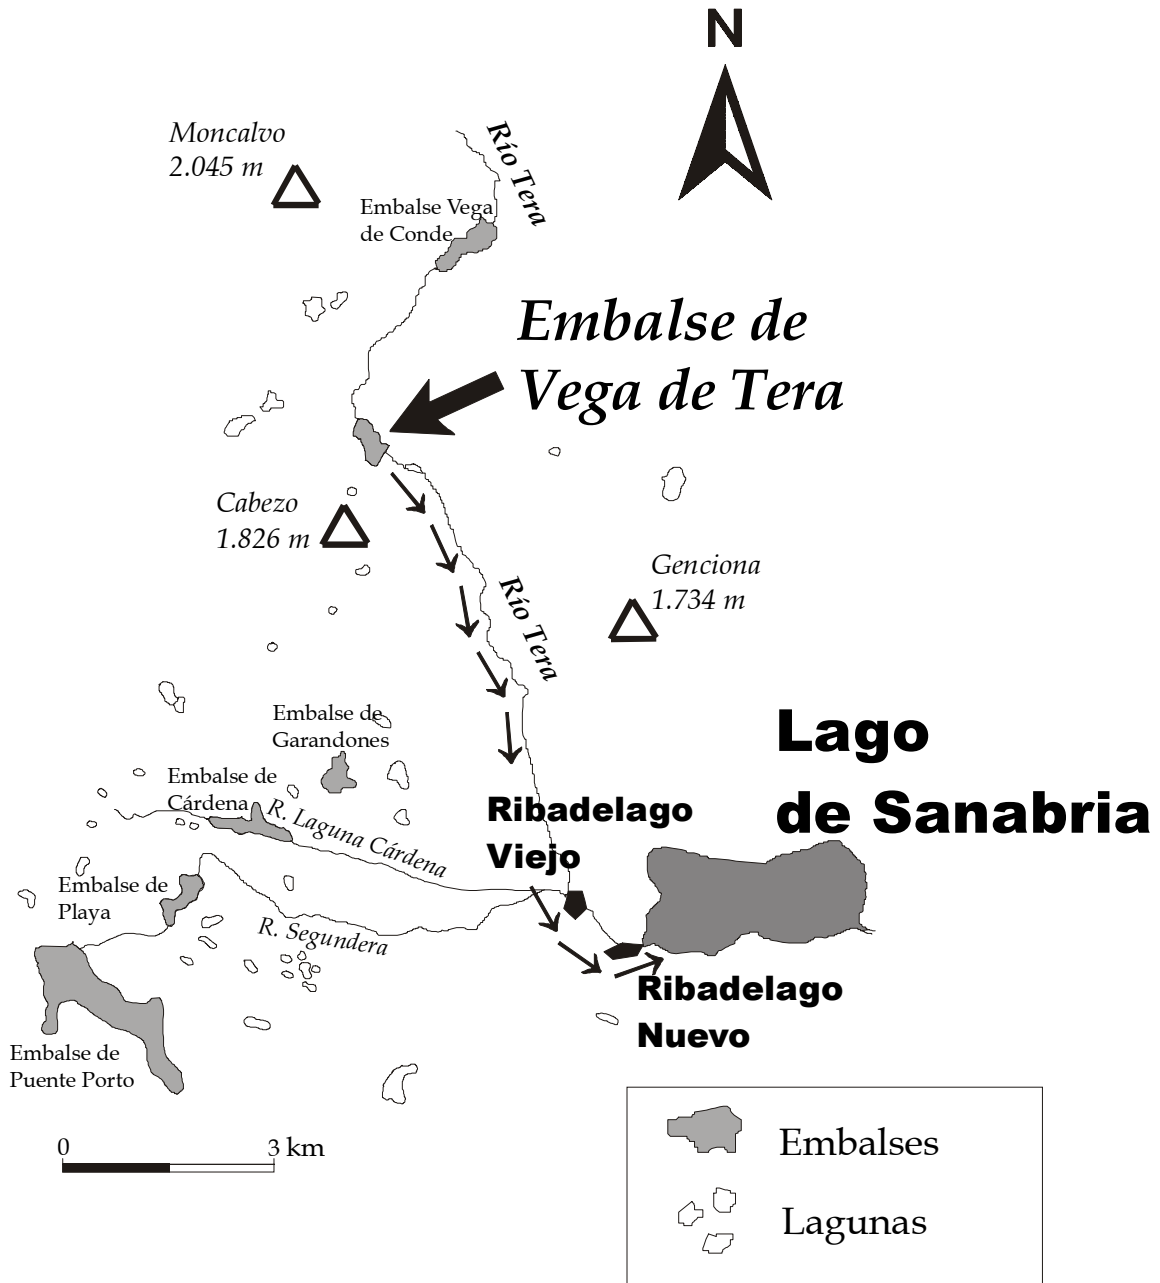 N
Moncalvo
2.045 m
Río Tera
Embalse Vega
de Conde
Embalse de
Vega de Tera
Cabezo
1.826 m
Genciona
1.734 m
Río Tera
Embalse de
Garandones
Lago
de Sanabria
Embalse de
Cárdena
R. Laguna Cárdena
Ribadelago
Viejo
Embalse de
Playa
R. Segundera
Ribadelago
Nuevo
Embalse de
Puente Porto
0 3 km
Embalses
Lagunas